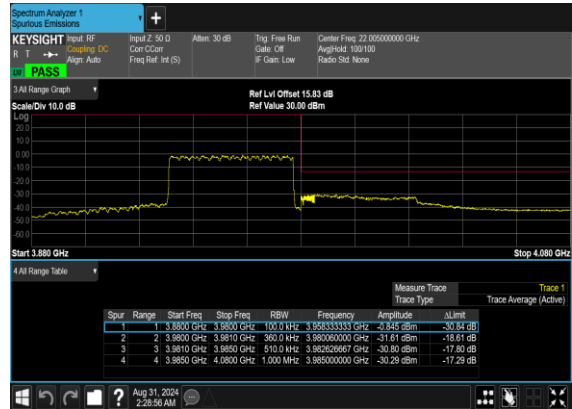 Spectrum Analyzer 1
Spurious Emissions
+
KEYSIGHT Input: RF Input Z: 50 Ω Atten: 30 dB Trig: Free Run Center Freq: 22.005000000 GHz
R T Coupling: DC Corr CCorr Gate: Off Avg|Hold: 100/100
Align: Auto Freq Ref: Int (S) IF Gain: Low Radio Std: None
PASS
3 All Range Graph
Ref Lvl Offset 15.83 dB
Scale/Div 10.0 dB Ref Value 30.00 dBm
Log
20.0
10.0
0.00
-10.0
-20.0
-30.0
-40.0
-50.0
-60.0
Start 3.880 GHz Stop 4.080 GHz
4 All Range Table
Measure Trace Trace 1
Trace Type Trace Average (Active)
Spur Range Start Freq Stop Freq RBW Frequency Amplitude ΔLimit
1 1 3.8800 GHz 3.9800 GHz 100.0 kHz 3.958333333 GHz -0.845 dBm -30.84 dB
2 2 3.9800 GHz 3.9810 GHz 360.0 kHz 3.980060000 GHz -31.61 dBm -18.61 dB
3 3 3.9810 GHz 3.9850 GHz 510.0 kHz 3.982626667 GHz -30.80 dBm -17.80 dB
4 4 3.9850 GHz 4.0800 GHz 1.000 MHz 3.985000000 GHz -30.29 dBm -17.29 dB
? Aug 31, 2024
2:28:56 AM